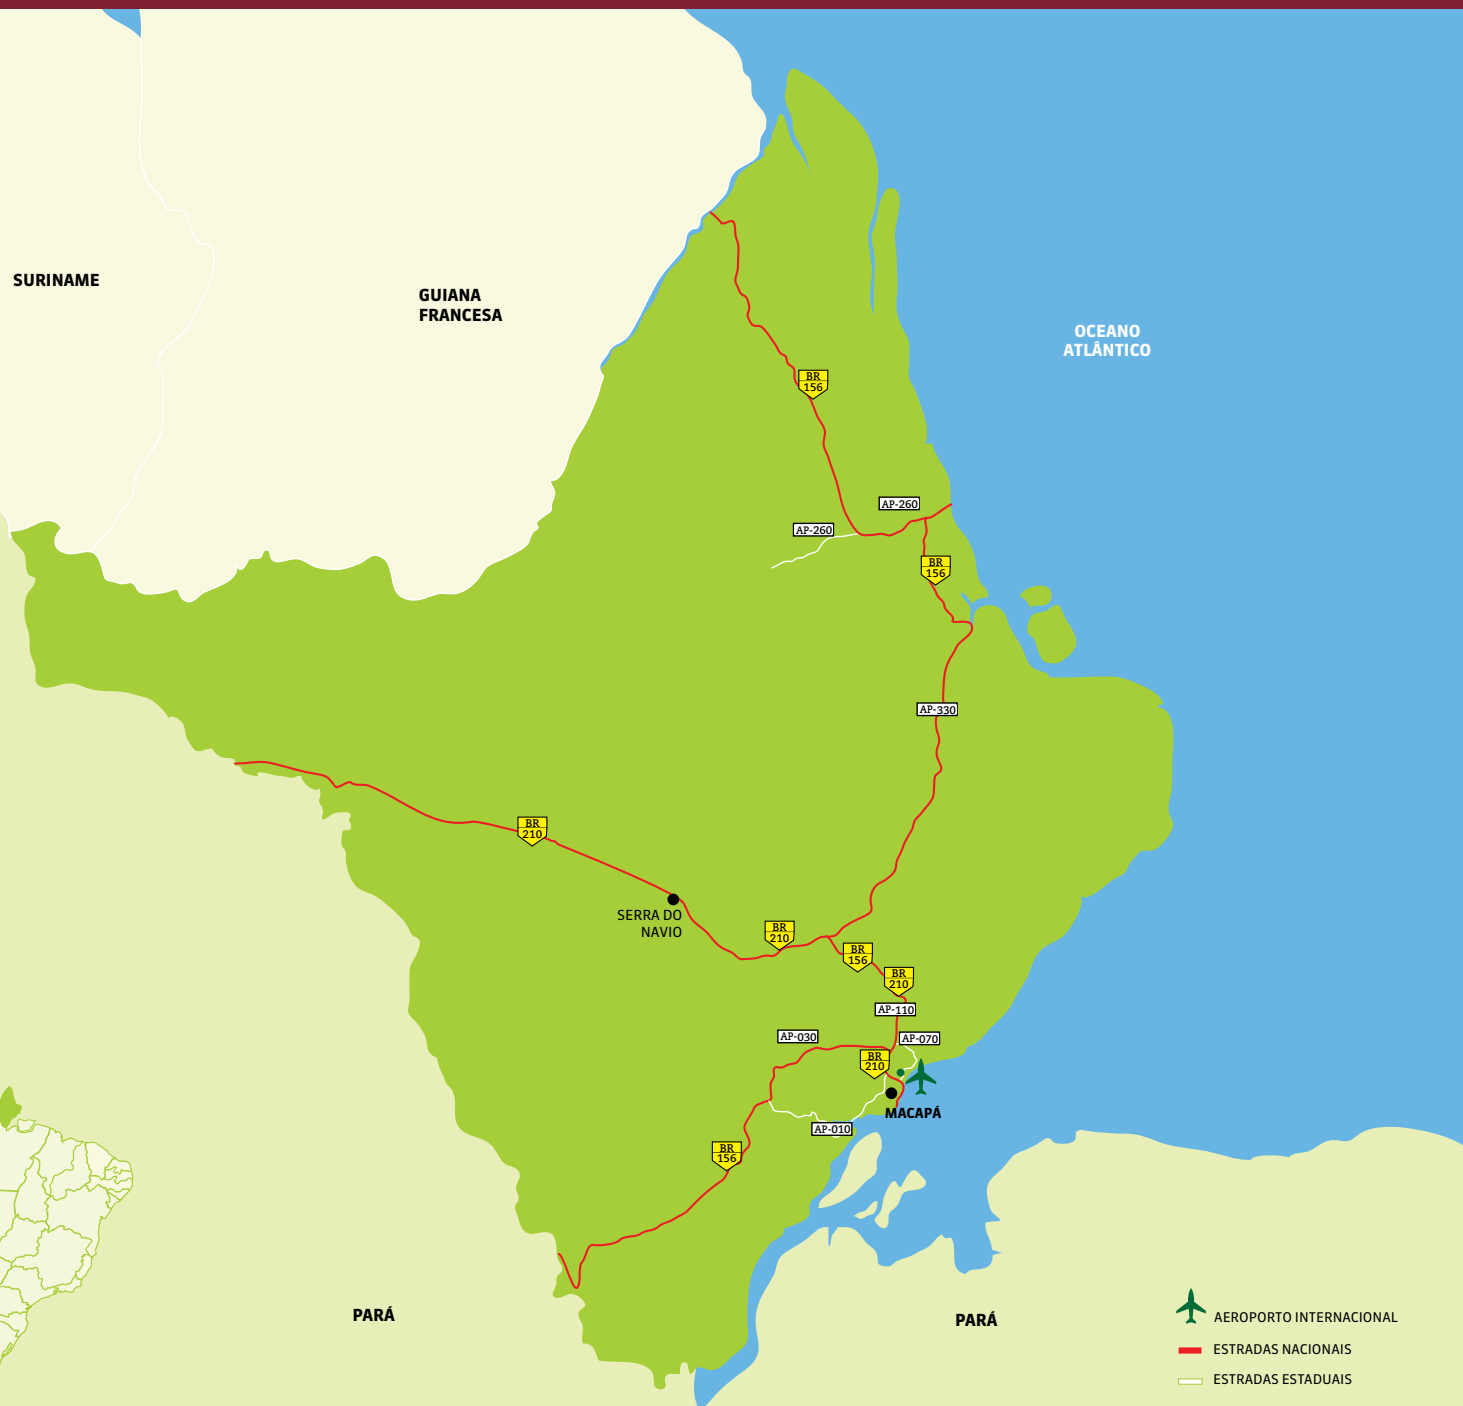 SURINAME
GUIANA
FRANCESA
OCEANO
ATLÂNTICO
BR
156
AP-260
AP-260
BR
156
AP-330
BR
210
SERRA DO
NAVIO
BR
210
BR
156
BR
210
AP-110
AP-030
AP-070
BR
210
MACAPÁ
AP-010
BR
156
PARÁ
PARÁ
AEROPORTO INTERNACIONAL
ESTRADAS NACIONAIS
ESTRADAS ESTADUAIS